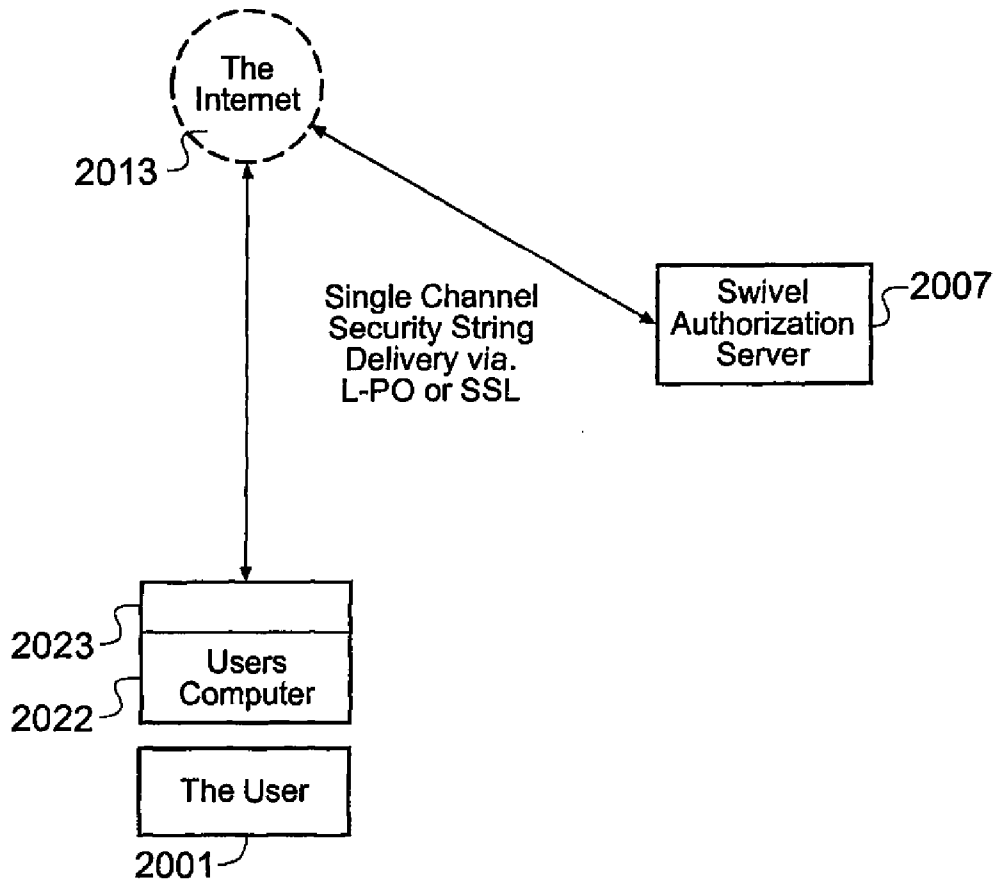 The
Internet
2013
Single Channel
Security String
Delivery via.
L-PO or SSL
Swivel
Authorization
Server
2007
2023
Users
Computer
2022
The User
2001